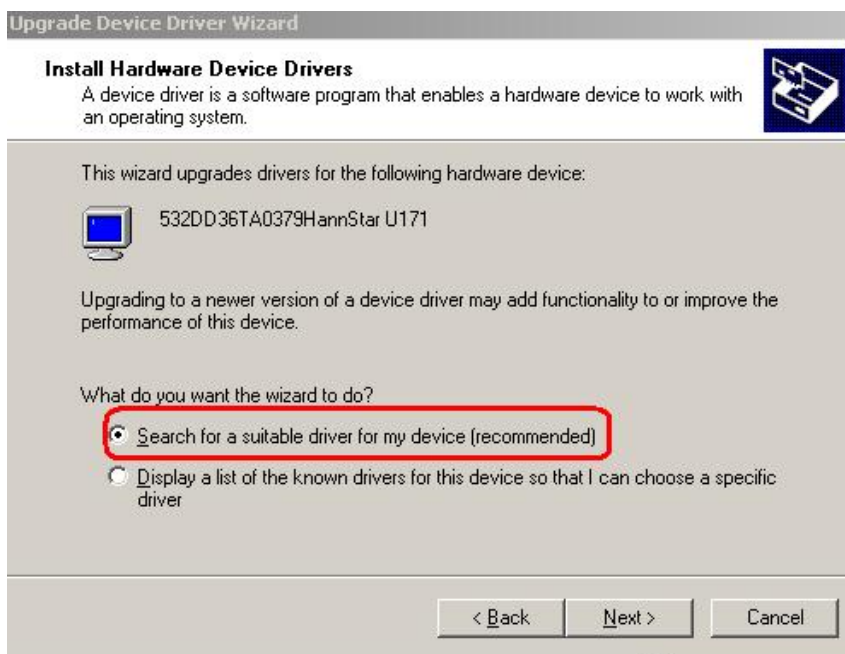 Upgrade Device Driver Wizard
Install Hardware Device Drivers
A device driver is a software program that enables a hardware device to work with
an operating system.
This wizard upgrades drivers for the following hardware device:
532DD36TA0379HannStar U171
Upgrading to a newer version of a device driver may add functionality to or improve the
performance of this device.
What do you want the wizard to do?
Search for a suitable driver for my device (recommended)
Display a list of the known drivers for this device so that I can choose a specific
driver
< Back
Next >
Cancel